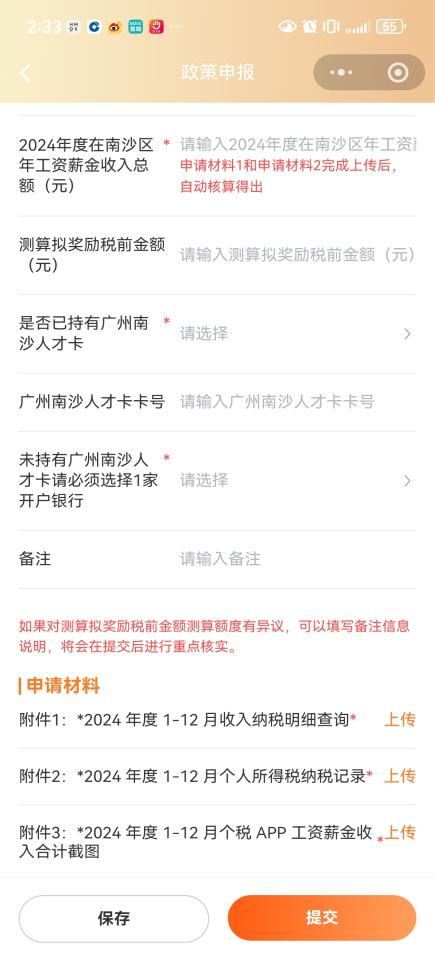 2:33
55
政策申报
2024年度在南沙区
年工资薪金收入总
额（元）
*
请输入2024年度在南沙区年工资
申请材料1和申请材料2完成上传后，
自动核算得出
测算拟奖励税前金额
（元）
请输入测算拟奖励税前金额（元）
是否已持有广州南
沙人才卡
*
请选择
广州南沙人才卡卡号
请输入广州南沙人才卡卡号
未持有广州南沙人
才卡请必须选择1家
开户银行
*
请选择
备注
请输入备注
如果对测算拟奖励税前金额测算额度有异议，可以填写备注信息
说明，将会在提交后进行重点核实。
申请材料
附件1：*2024 年度 1-12 月收入纳税明细查询* 上传
附件2：*2024 年度 1-12 月个人所得税纳税记录* 上传
附件3：*2024 年度 1-12 月个税 APP 工资薪金收
入合计截图
* 上传
保存
提交